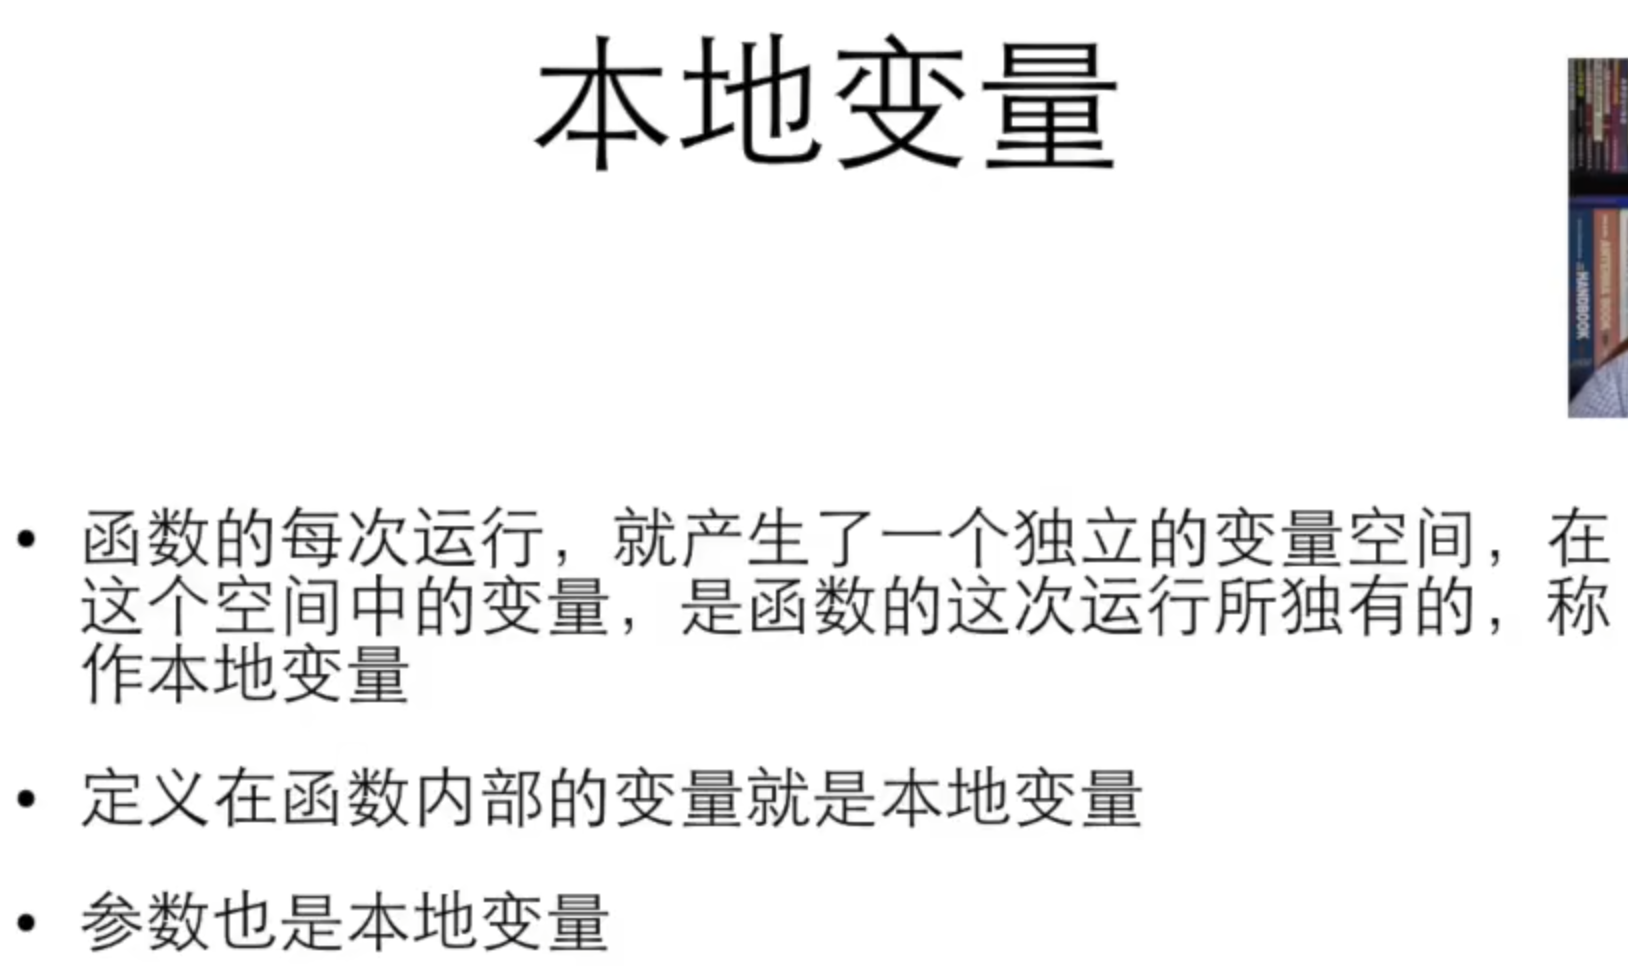 本地变量
HANDBOOK
• 函数的每次运行，就产生了一个独立的变量空间，在
这个空间中的变量，是函数的这次运行所独有的，称
作本地变量
• 定义在函数内部的变量就是本地变量
• 参数也是本地变量